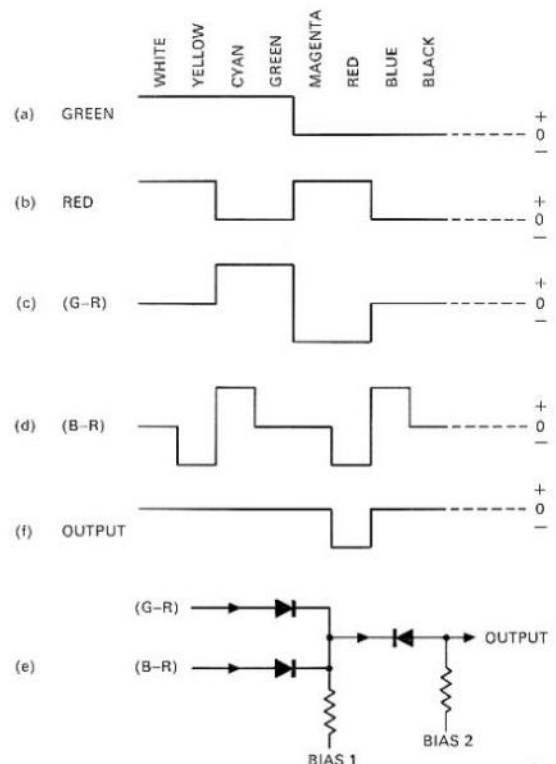 WHITE
YELLOW
CYAN
GREEN
MAGENTA
RED
BLUE
BLACK
(a) GREEN + 0 −
(b) RED + 0 −
(c) (G–R) + 0 −
(d) (B–R) + 0 −
(f) OUTPUT + 0 −
(G–R)
OUTPUT
(e) (B–R)
BIAS 2
BIAS 1